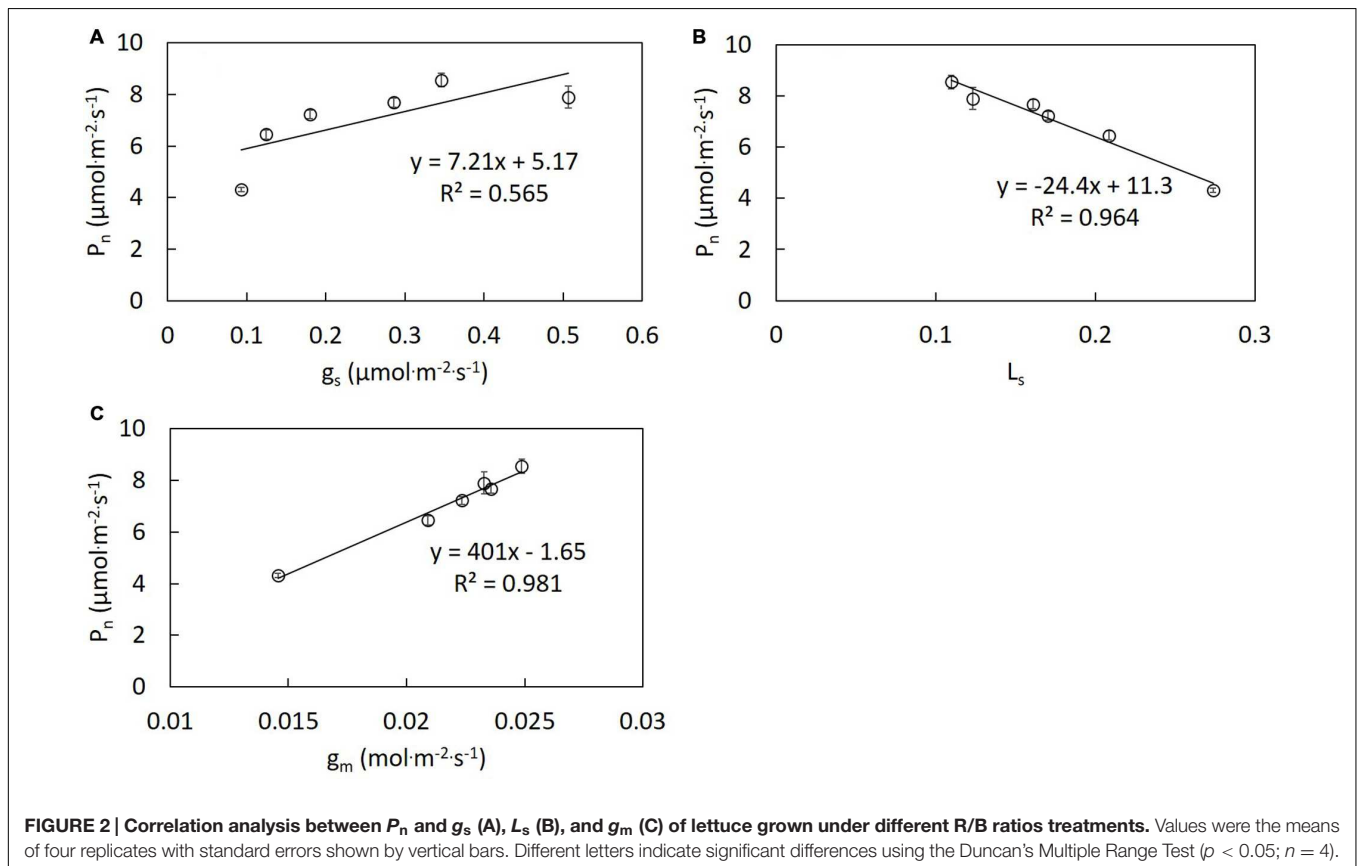 A
10
8
6
4
2
0
Pn (µmol·m-2·s-1)
y = 7.21x + 5.17
R² = 0.565
0 0.1 0.2 0.3 0.4 0.5 0.6
gs (µmol·m-2·s-1)
B
10
8
6
4
2
0
Pn (µmol·m-2·s-1)
y = -24.4x + 11.3
R² = 0.964
0 0.1 0.2 0.3
Ls
C
10
8
6
4
2
0
Pn (µmol·m-2·s-1)
y = 401x - 1.65
R² = 0.981
0.01 0.015 0.02 0.025 0.03
gm (mol·m-2·s-1)
FIGURE 2 | Correlation analysis between Pn and gs (A), Ls (B), and gm (C) of lettuce grown under different R/B ratios treatments. Values were the means
of four replicates with standard errors shown by vertical bars. Different letters indicate significant differences using the Duncan's Multiple Range Test (p < 0.05; n = 4).